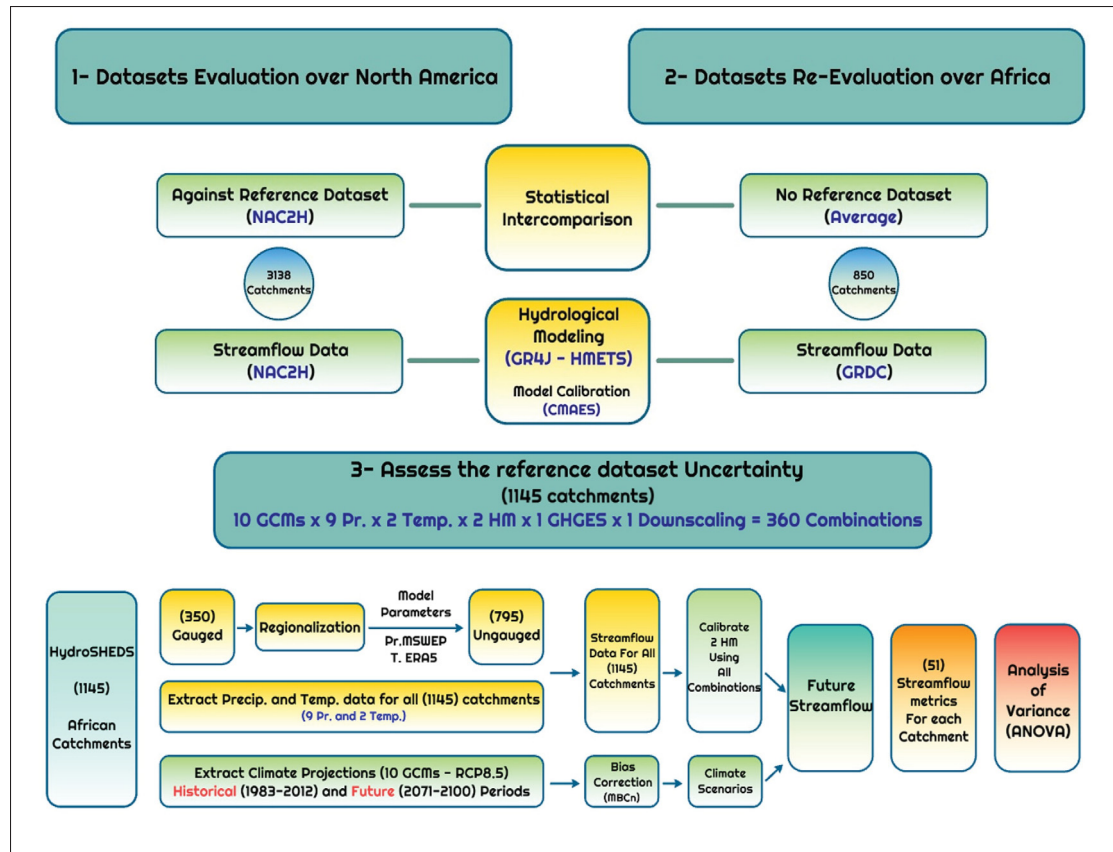 1- Datasets Evaluation over North America
2- Datasets Re-Evaluation over Africa
Against Reference Dataset
(NAC2H)
Statistical
Intercomparison
No Reference Dataset
(Average)
3138
Catchments
850
Catchments
Streamflow Data
(NAC2H)
Hydrological
Modeling
(GR4J - HMETS)
Model Calibration
(CMAES)
Streamflow Data
(GRDC)
3- Assess the reference dataset Uncertainty
(1145 catchments)
10 GCMs x 9 Pr. x 2 Temp. x 2 HM x 1 GHGES x 1 Downscaling = 360 Combinations
HydroSHEDS
(1145)
African
Catchments
(350)
Gauged
Regionalization
Model
Parameters
Pr.MSWEP
T. ERA5
(795)
Ungauged
Extract Precip. and Temp. data for all (1145) catchments
(9 Pr. and 2 Temp.)
Streamflow
Data For All
(1145)
Catchments
Calibrate
2 HM
Using
All
Combinations
Extract Climate Projections (10 GCMs - RCP8.5)
Historical (1983-2012) and Future (2071-2100) Periods
Bias
Correction
(MBCn)
Climate
Scenarios
Future
Streamflow
(51)
Streamflow
metrics
For each
Catchment
Analysis
of
Variance
(ANOVA)